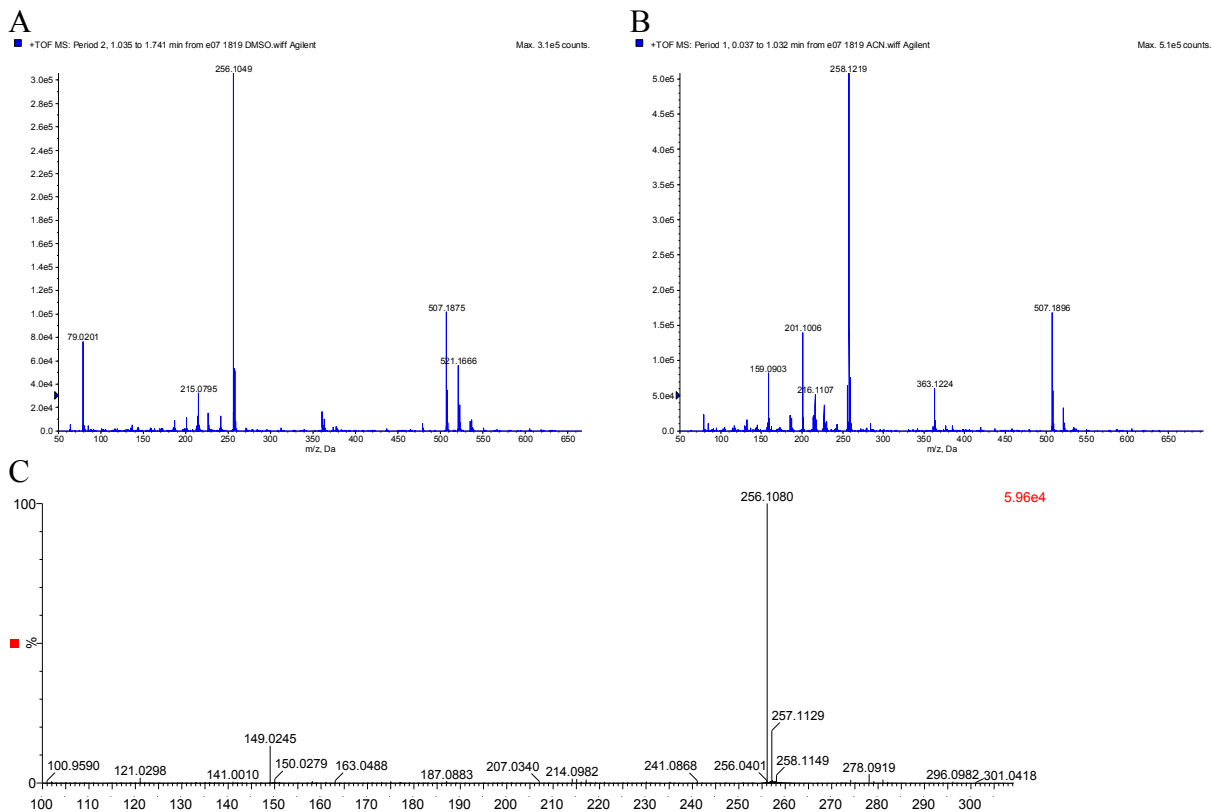 A
+TOF MS: Period 2, 1.035 to 1.741 min from e07 1819 DMSO.wiff Agilent
Max. 3.1e5 counts.
3.0e5
2.8e5
2.6e5
2.4e5
2.2e5
2.0e5
1.8e5
1.6e5
1.4e5
1.2e5
1.0e5
8.0e4
6.0e4
4.0e4
2.0e4
0.0
256.1049
507.1875
79.0201
521.1666
215.0795
50 100 150 200 250 300 350 400 450 500 550 600 650
m/z, Da
B
+TOF MS: Period 1, 0.037 to 1.032 min from e07 1819 ACN.wiff Agilent
Max. 5.1e5 counts.
5.0e5
4.5e5
4.0e5
3.5e5
3.0e5
2.5e5
2.0e5
1.5e5
1.0e5
5.0e4
0.0
258.1219
507.1896
201.1006
159.0903
216.1107
363.1224
50 100 150 200 250 300 350 400 450 500 550 600 650
m/z, Da
C
100
%
0
256.1080
5.96e4
257.1129
149.0245
100.9590
121.0298
141.0010
150.0279
163.0488
187.0883
207.0340
214.0982
241.0868
256.0401
258.1149
278.0919
296.0982
301.0418
100 110 120 130 140 150 160 170 180 190 200 210 220 230 240 250 260 270 280 290 300